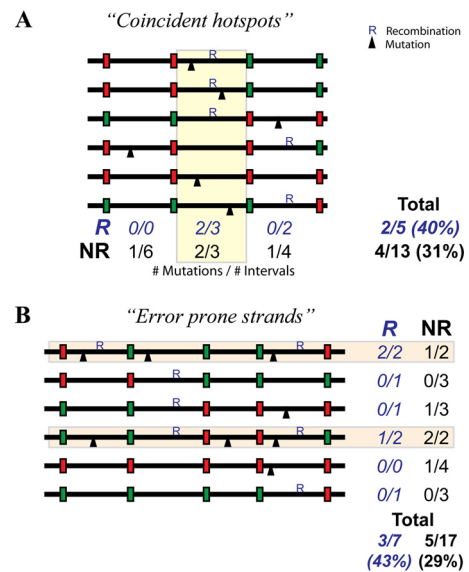 A "Coincident hotspots"
R Recombination
Mutation
R
R
R
R
R
Total
R 0/0 2/3 0/2 2/5 (40%)
NR 1/6 2/3 1/4 4/13 (31%)
# Mutations / # Intervals
B "Error prone strands"
R NR
R R 2/2 1/2
R 0/1 0/3
R 0/1 1/3
R R 1/2 2/2
0/0 1/4
R 0/1 0/3
Total
3/7 5/17
(43%) (29%)